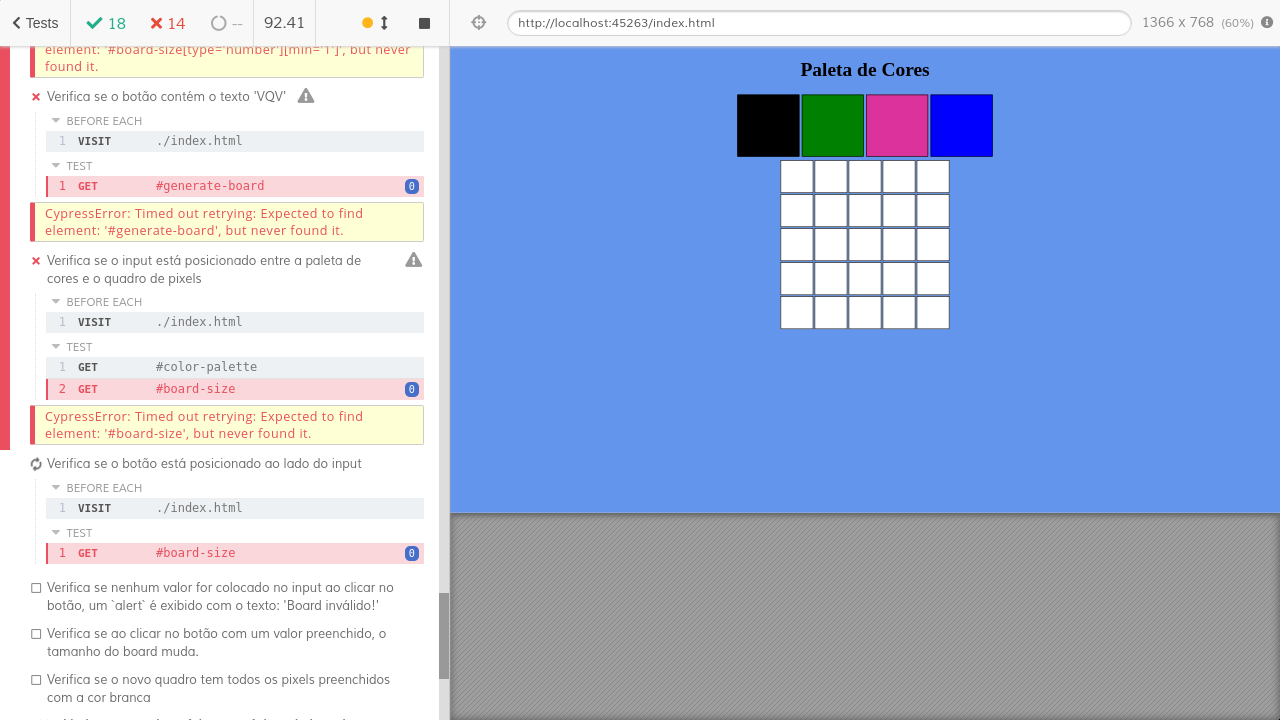 Tests
18
14
--
92.41
http://localhost:45263/index.html
1366 x 768 (60%)
element: '#board-size[type='number'][min='1']', but never
found it.
Verifica se o botão contém o texto 'VQV'
BEFORE EACH
1 VISIT ./index.html
TEST
1 GET #generate-board 0
CypressError: Timed out retrying: Expected to find
element: '#generate-board', but never found it.
Verifica se o input está posicionado entre a paleta de
cores e o quadro de pixels
BEFORE EACH
1 VISIT ./index.html
TEST
1 GET #color-palette
2 GET #board-size 0
CypressError: Timed out retrying: Expected to find
element: '#board-size', but never found it.
Verifica se o botão está posicionado ao lado do input
BEFORE EACH
1 VISIT ./index.html
TEST
1 GET #board-size 0
Verifica se nenhum valor for colocado no input ao clicar no
botão, um `alert` é exibido com o texto: 'Board inválido!'
Verifica se ao clicar no botão com um valor preenchido, o
tamanho do board muda.
Verifica se o novo quadro tem todos os pixels preenchidos
com a cor branca
Paleta de Cores